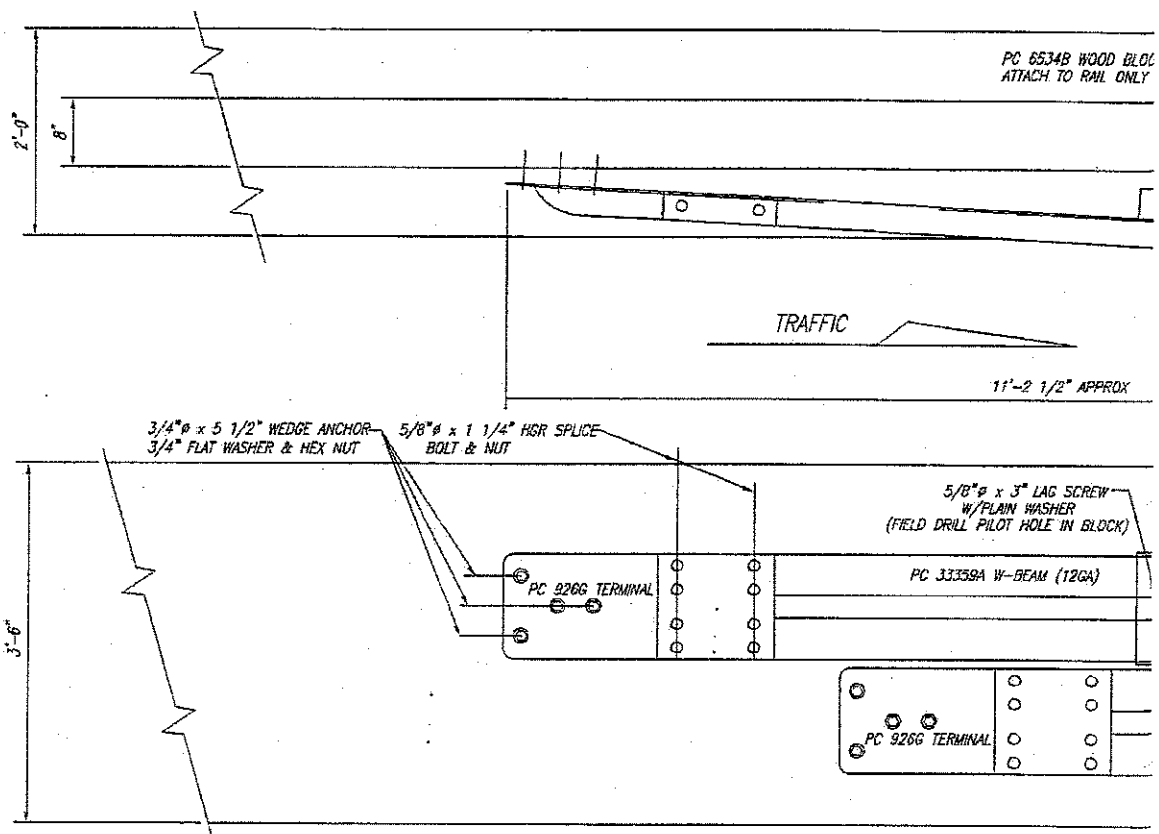 PC 6534B WOOD BLOC
ATTACH TO RAIL ONLY
2'-0"
8"
TRAFFIC
11'-2 1/2" APPROX
3/4"ø x 5 1/2" WEDGE ANCHOR
3/4" FLAT WASHER & HEX NUT
5/8"ø x 1 1/4" HGR SPLICE
BOLT & NUT
5/8"ø x 3" LAG SCREW
W/PLAIN WASHER
(FIELD DRILL PILOT HOLE IN BLOCK)
PC 926G TERMINAL
PC 33359A W-BEAM (12GA)
3'-6"
PC 926G TERMINAL